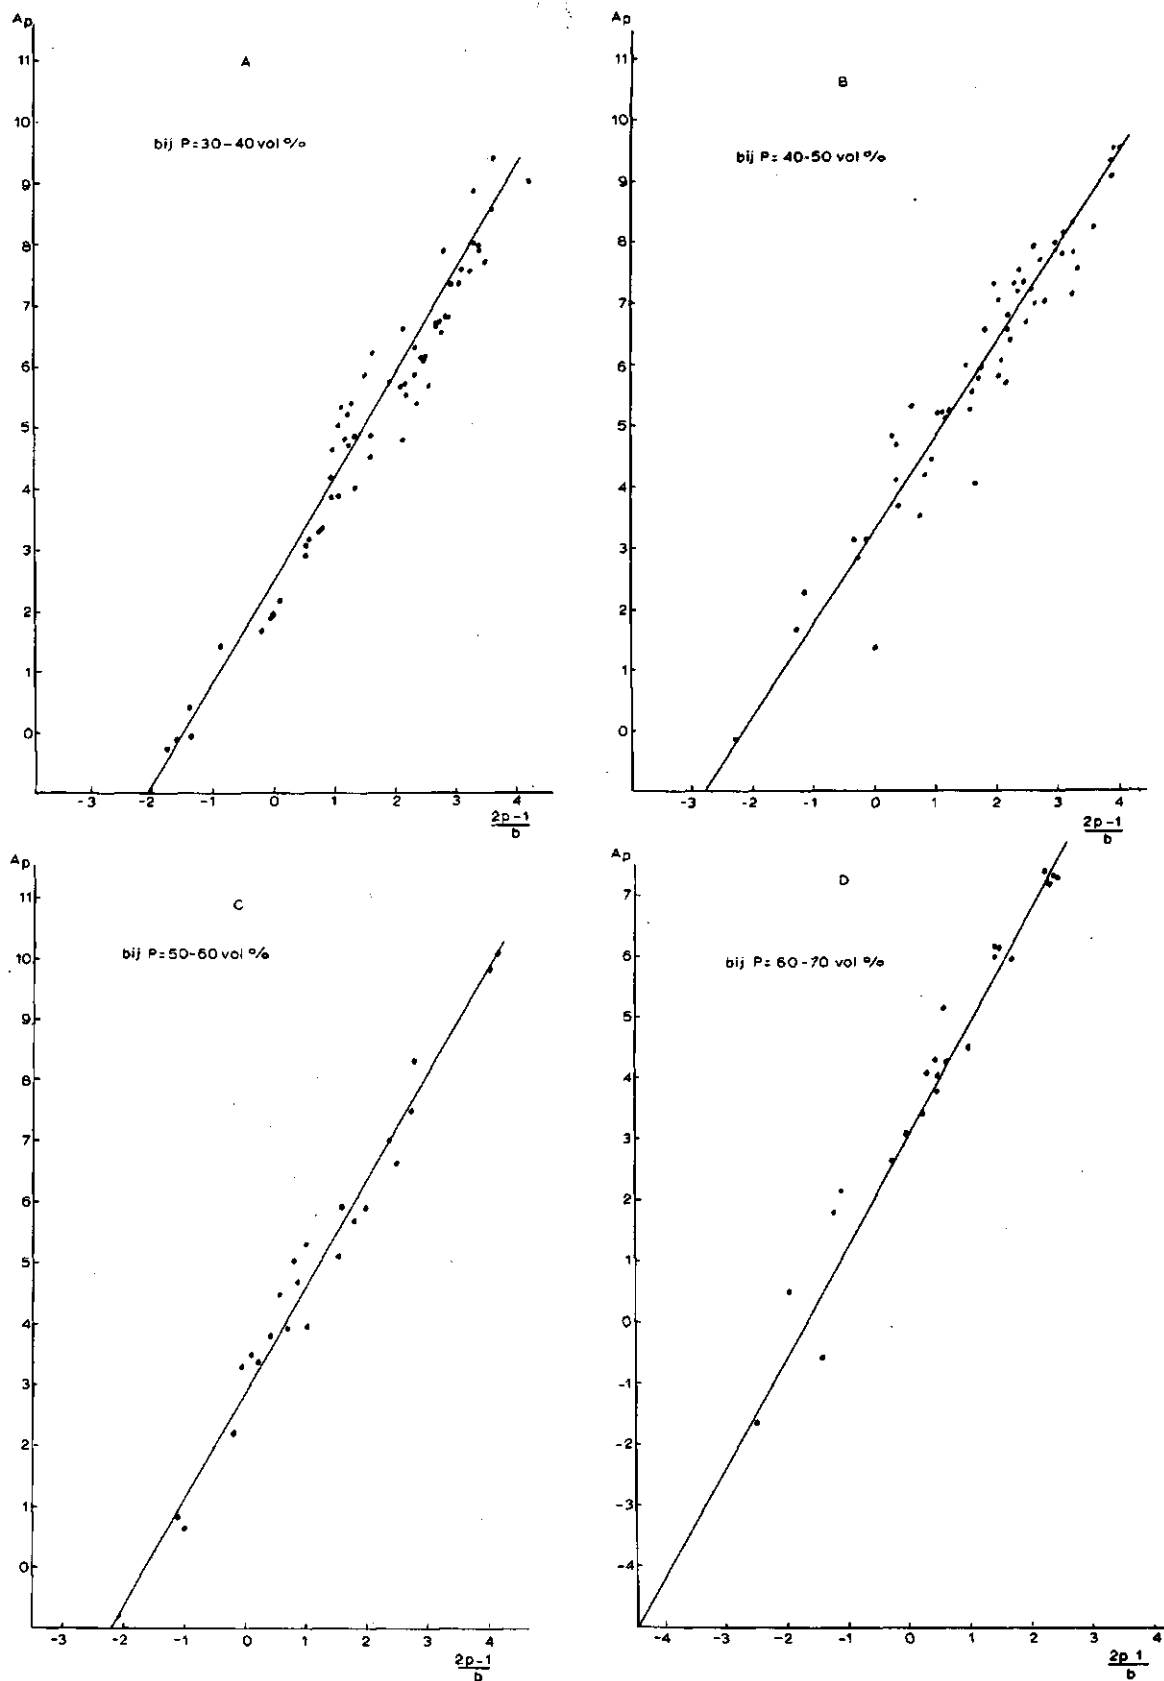 Ap
A
bij P=30-40 vol %
11
10
9
8
7
6
5
4
3
2
1
0
-3 -2 -1 0 1 2 3 4
2p-1
b
Ap
B
bij P= 40-50 vol %
11
10
9
8
7
6
5
4
3
2
1
0
-3 -2 -1 0 1 2 3 4
2p-1
b
Ap
C
bij P=50-60 vol %
11
10
9
8
7
6
5
4
3
2
1
0
-3 -2 -1 0 1 2 3 4
2p-1
b
Ap
D
bij P= 60-70 vol %
7
6
5
4
3
2
1
0
-1
-2
-3
-4
-4 -3 -2 -1 0 1 2 3 4
2p 1
b